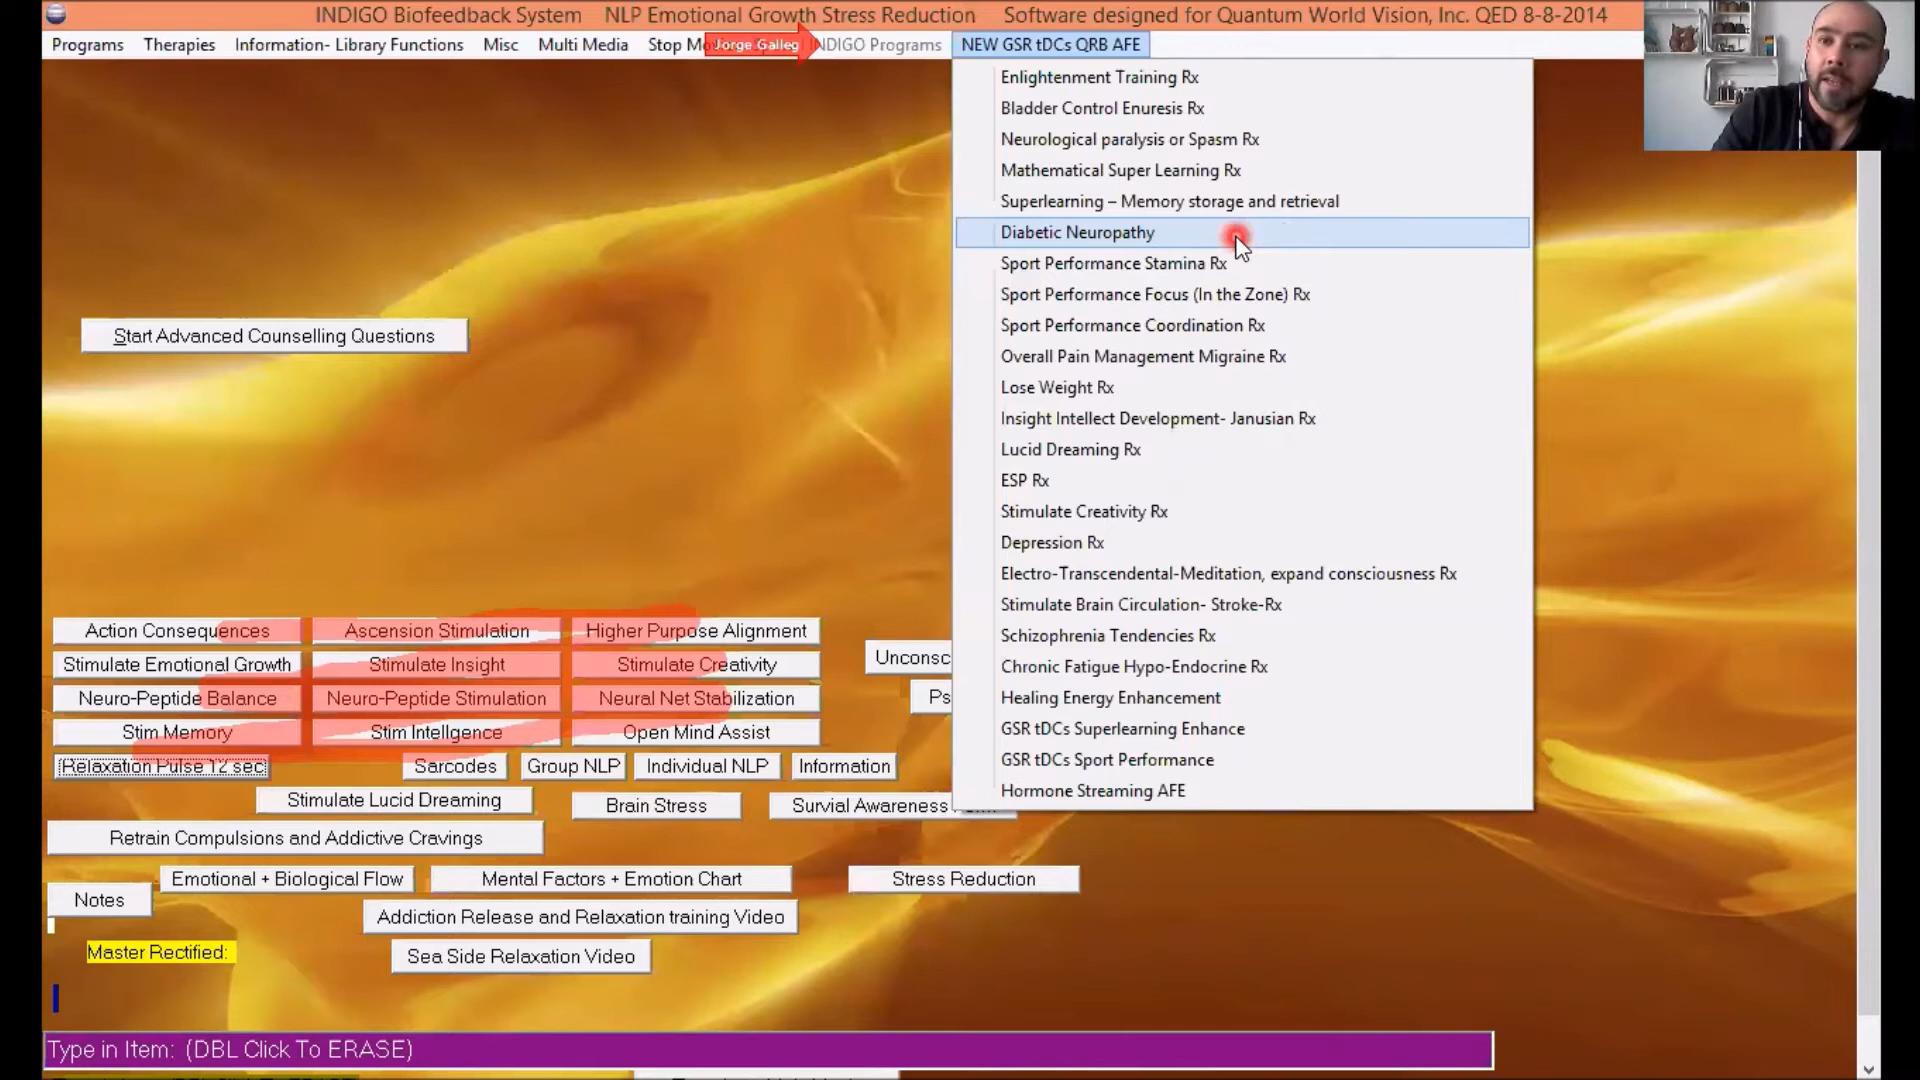 INDIGO Biofeedback System NLP Emotional Growth Stress Reduction Software designed for Quantum World Vision, Inc. QED 8-8-2014
Programs Therapies Information- Library Functions Misc Multi Media Stop Jorge Galleg INDIGO Programs NEW GSR tDCs QRB AFE
Enlightenment Training Rx
Bladder Control Enuresis Rx
Neurological paralysis or Spasm Rx
Mathematical Super Learning Rx
Superlearning – Memory storage and retrieval
Diabetic Neuropathy
Sport Performance Stamina Rx
Sport Performance Focus (In the Zone) Rx
Sport Performance Coordination Rx
Overall Pain Management Migraine Rx
Lose Weight Rx
Insight Intellect Development- Janusian Rx
Lucid Dreaming Rx
ESP Rx
Stimulate Creativity Rx
Depression Rx
Electro-Transcendental-Meditation, expand consciousness Rx
Stimulate Brain Circulation- Stroke-Rx
Schizophrenia Tendencies Rx
Chronic Fatigue Hypo-Endocrine Rx
Healing Energy Enhancement
GSR tDCs Superlearning Enhance
GSR tDCs Sport Performance
Hormone Streaming AFE
Start Advanced Counselling Questions
Action Consequences Ascension Stimulation Higher Purpose Alignment
Stimulate Emotional Growth Stimulate Insight Stimulate Creativity Unconsc
Neuro-Peptide Balance Neuro-Peptide Stimulation Neural Net Stabilization Ps
Stim Memory Stim Intellgence Open Mind Assist
Relaxation Pulse 12 sec Sarcodes Group NLP Individual NLP Information
Stimulate Lucid Dreaming Brain Stress Survial Awareness
Retrain Compulsions and Addictive Cravings
Emotional + Biological Flow Mental Factors + Emotion Chart Stress Reduction
Notes
Addiction Release and Relaxation training Video
Master Rectified:
Sea Side Relaxation Video
Type in Item: (DBL Click To ERASE)